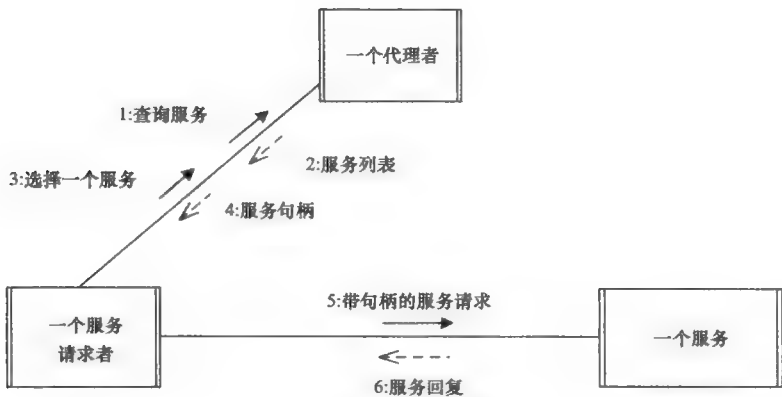 一个代理者
1:查询服务
2:服务列表
3:选择一个服务
4:服务句柄
5:带句柄的服务请求
一个服务
请求者
一个服务
6:服务回复